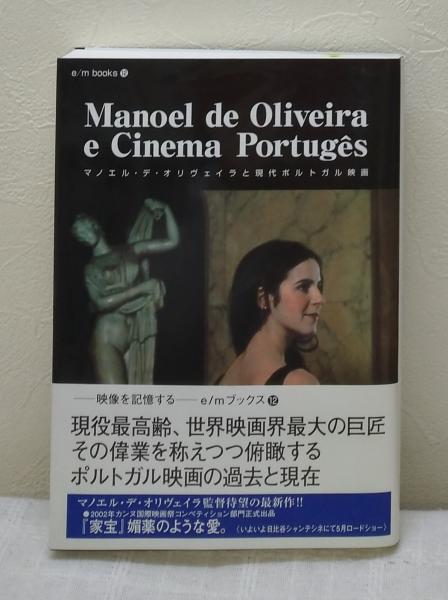 e/m books⓬
Manoel de Oliveira
e Cinema Portugês
マノエル・デ・オリヴェイラと現代ポルトガル映画
――映像を記憶する―― e/mブックス⓬
現役最高齢、世界映画界最大の巨匠
その偉業を称えつつ俯瞰する
ポルトガル映画の過去と現在
マノエル・デ・オリヴェイラ監督待望の最新作!!
●2002年カンヌ国際映画祭コンペティション部門正式出品
『家宝』媚薬のような愛。(いよいよ日比谷シャンテシネにて5月ロードショー)